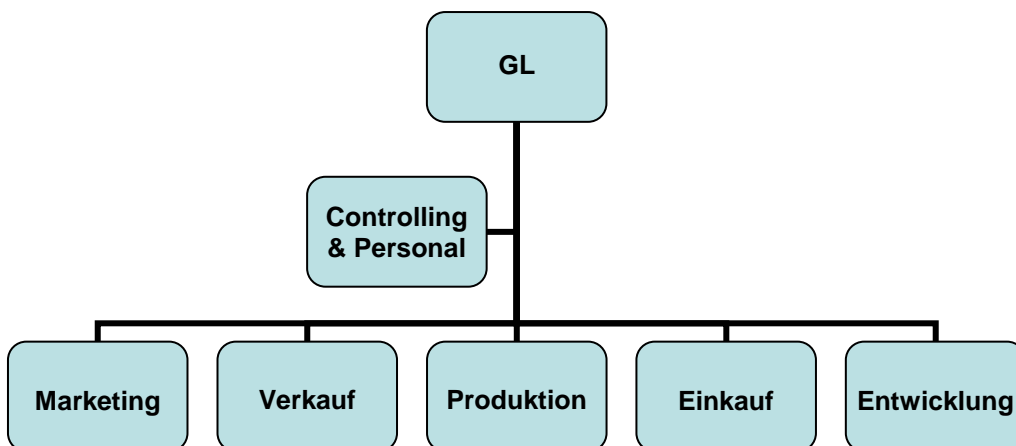 GL
Controlling
& Personal
Marketing
Verkauf
Produktion
Einkauf
Entwicklung